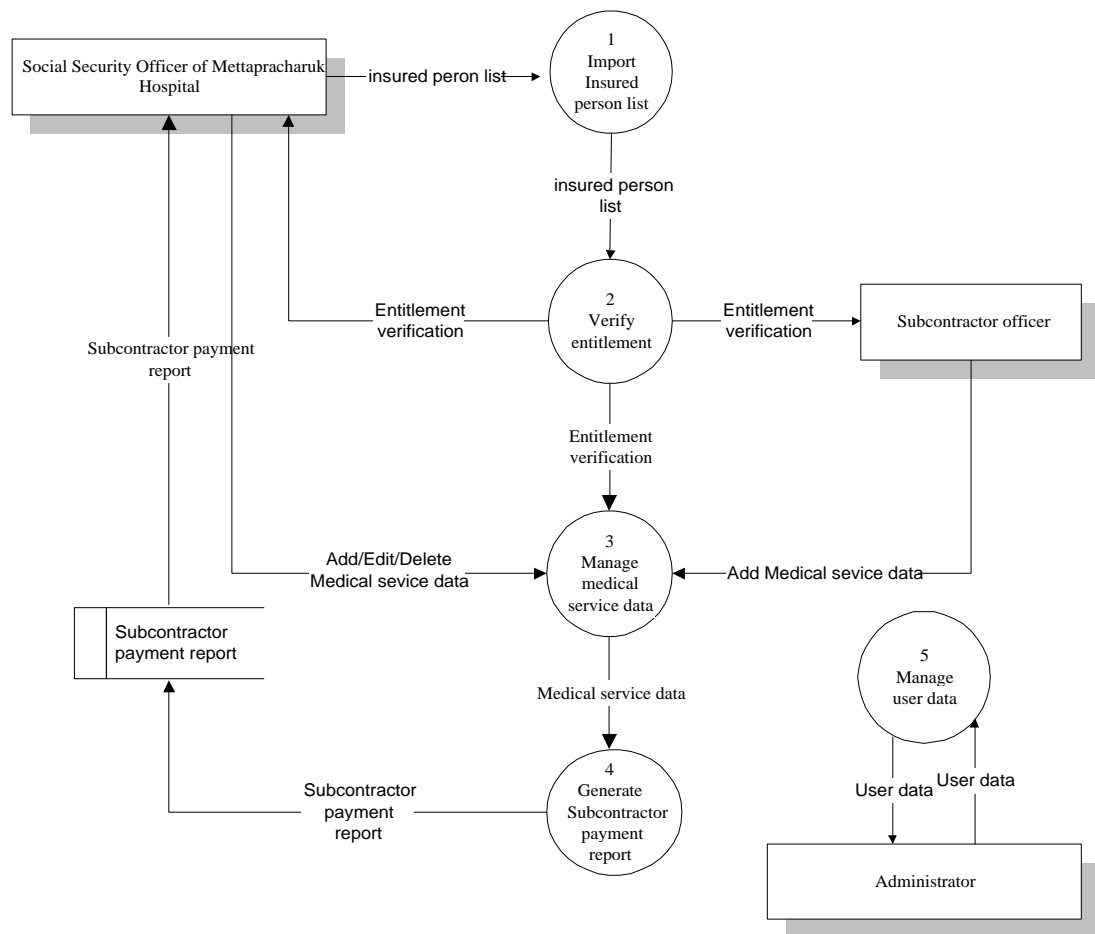 Social Security Officer of Mettapracharuk
Hospital
insured peron list
1
Import
Insured
person list
insured person
list
Entitlement
verification
2
Verify
entitlement
Entitlement
verification
Subcontractor officer
Subcontractor payment
report
Entitlement
verification
Add/Edit/Delete
Medical sevice data
3
Manage
medical
service data
Add Medical sevice data
Subcontractor
payment report
5
Manage
user data
Medical service data
Subcontractor
payment
report
4
Generate
Subcontractor
payment
report
User data
User data
Administrator